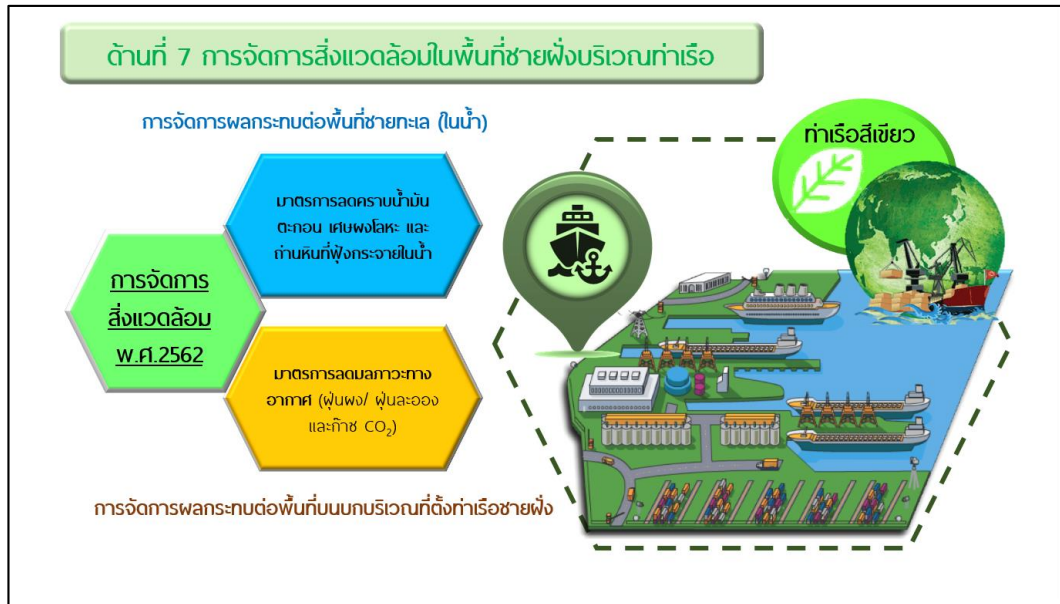 ด้านที่ 7 การจัดการสิ่งแวดล้อมในพื้นที่ชายฝั่งบริเวณท่าเรือ
การจัดการผลกระทบต่อพื้นที่ชายทะเล (ในน้ำ)
มาตรการลดคราบน้ำมัน
ตะกอน เศษผงโลหะ และ
ถ่านหินที่ฟุ้งกระจายในน้ำ
การจัดการ
สิ่งแวดล้อม
พ.ศ.2562
มาตรการลดมลภาวะทาง
อากาศ (ฝุ่นผง/ ฝุ่นละออง
และก๊าซ CO₂)
การจัดการผลกระทบต่อพื้นที่บนบกบริเวณที่ตั้งท่าเรือชายฝั่ง
ท่าเรือสีเขียว